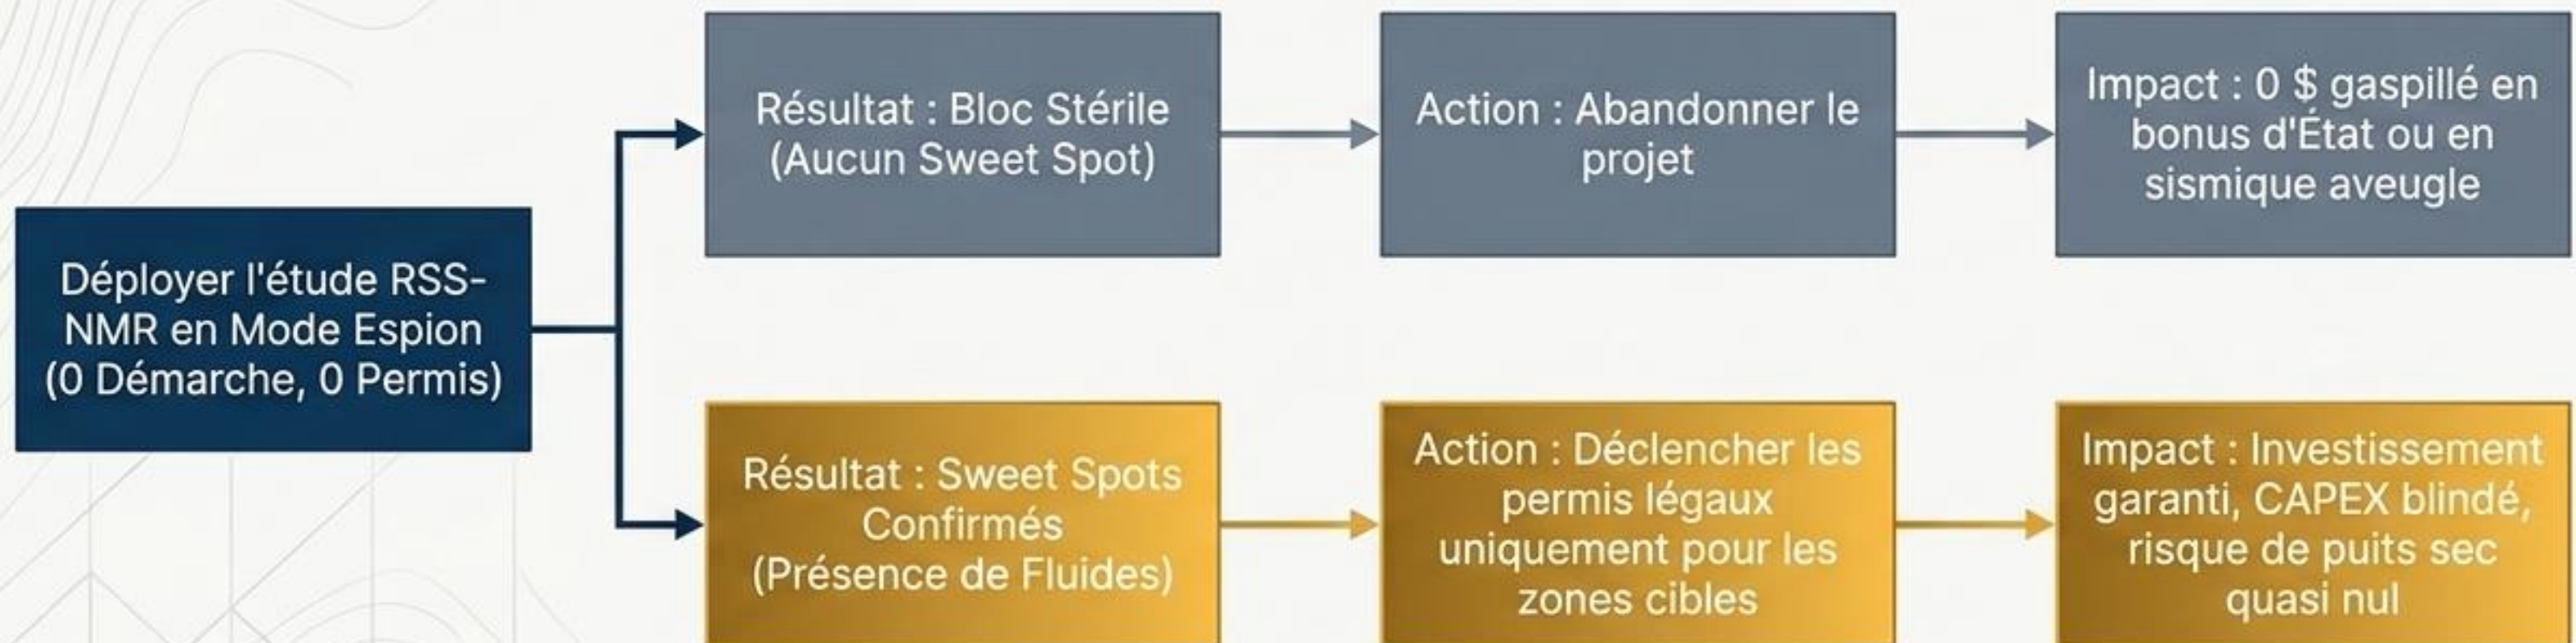 Déployer l'étude RSS-
NMR en Mode Espion
(0 Démarche, 0 Permis)
Résultat : Bloc Stérile
(Aucun Sweet Spot)
Action : Abandonner le
projet
Impact : 0 $ gaspillé en
bonus d'État ou en
sismique aveugle
Résultat : Sweet Spots
Confirmés
(Présence de Fluides)
Action : Déclencher les
permis légaux
uniquement pour les
zones cibles
Impact : Investissement
garanti, CAPEX blindé,
risque de puits sec
quasi nul